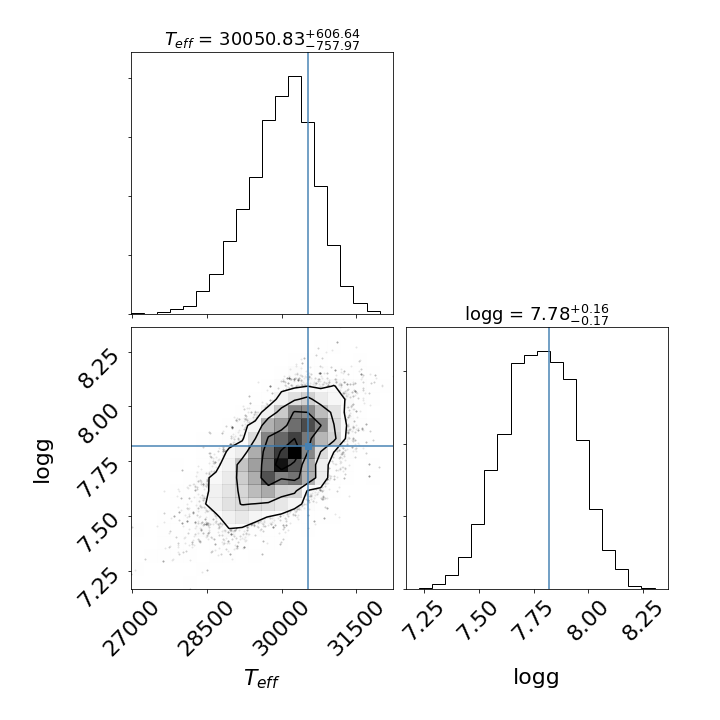 T_eff = 30050.83^{+606.64}_{-757.97}
logg = 7.78^{+0.16}_{-0.17}
8.25
8.00
7.75
7.50
7.25
logg
27000 28500 30000 31500
T_eff
7.25 7.50 7.75 8.00 8.25
logg